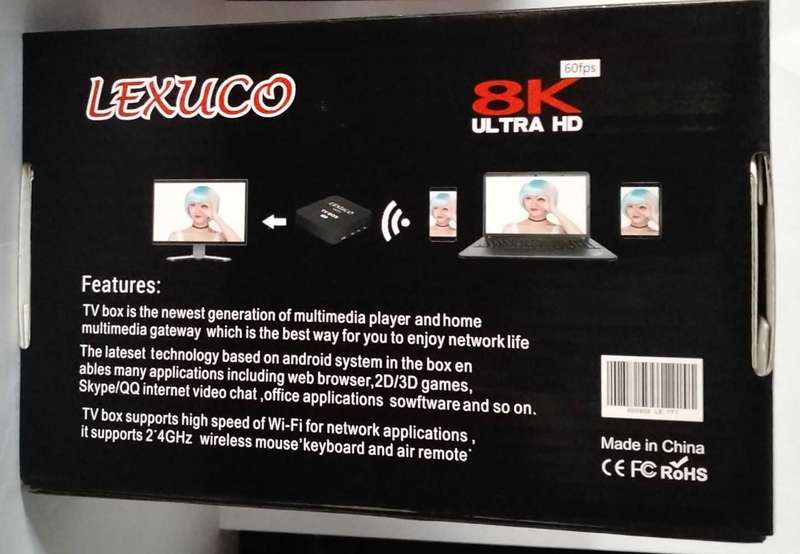 LEXUCO
60fps
8K
ULTRA HD
LEXUCO
TV BOX
Features:
TV box is the newest generation of multimedia player and home
multimedia gateway which is the best way for you to enjoy network life
The lateset technology based on android system in the box en
ables many applications including web browser,2D/3D games,
Skype/QQ internet video chat ,office applications sowftware and so on.
TV box supports high speed of Wi-Fi for network applications ,
it supports 2˙4GHz wireless mouse'keyboard and air remote˙
Made in China
CE FC RoHS